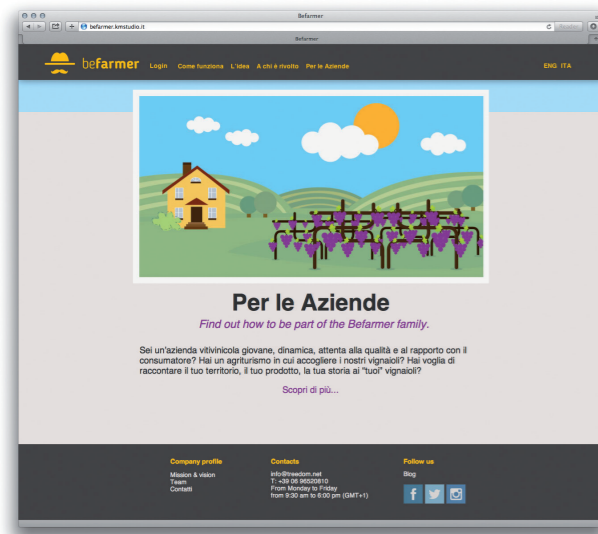 Befarmer
befarmer.kmstudio.it
Reader
Befarmer
befarmer
Login Come funziona L'idea A chi è rivolto Per le Aziende
ENG ITA
Per le Aziende
Find out how to be part of the Befarmer family.
Sei un'azienda vitivinicola giovane, dinamica, attenta alla qualità e al rapporto con il
consumatore? Hai un agriturismo in cui accogliere i nostri vignaioli? Hai voglia di
raccontare il tuo territorio, il tuo prodotto, la tua storia ai "tuoi" vignaioli?
Scopri di più...
Company profile
Mission & vision
Team
Contatti
Contacts
info@treedom.net
T: +39 06 96520810
From Monday to Friday
from 9:30 am to 6:00 pm (GMT+1)
Follow us
Blog